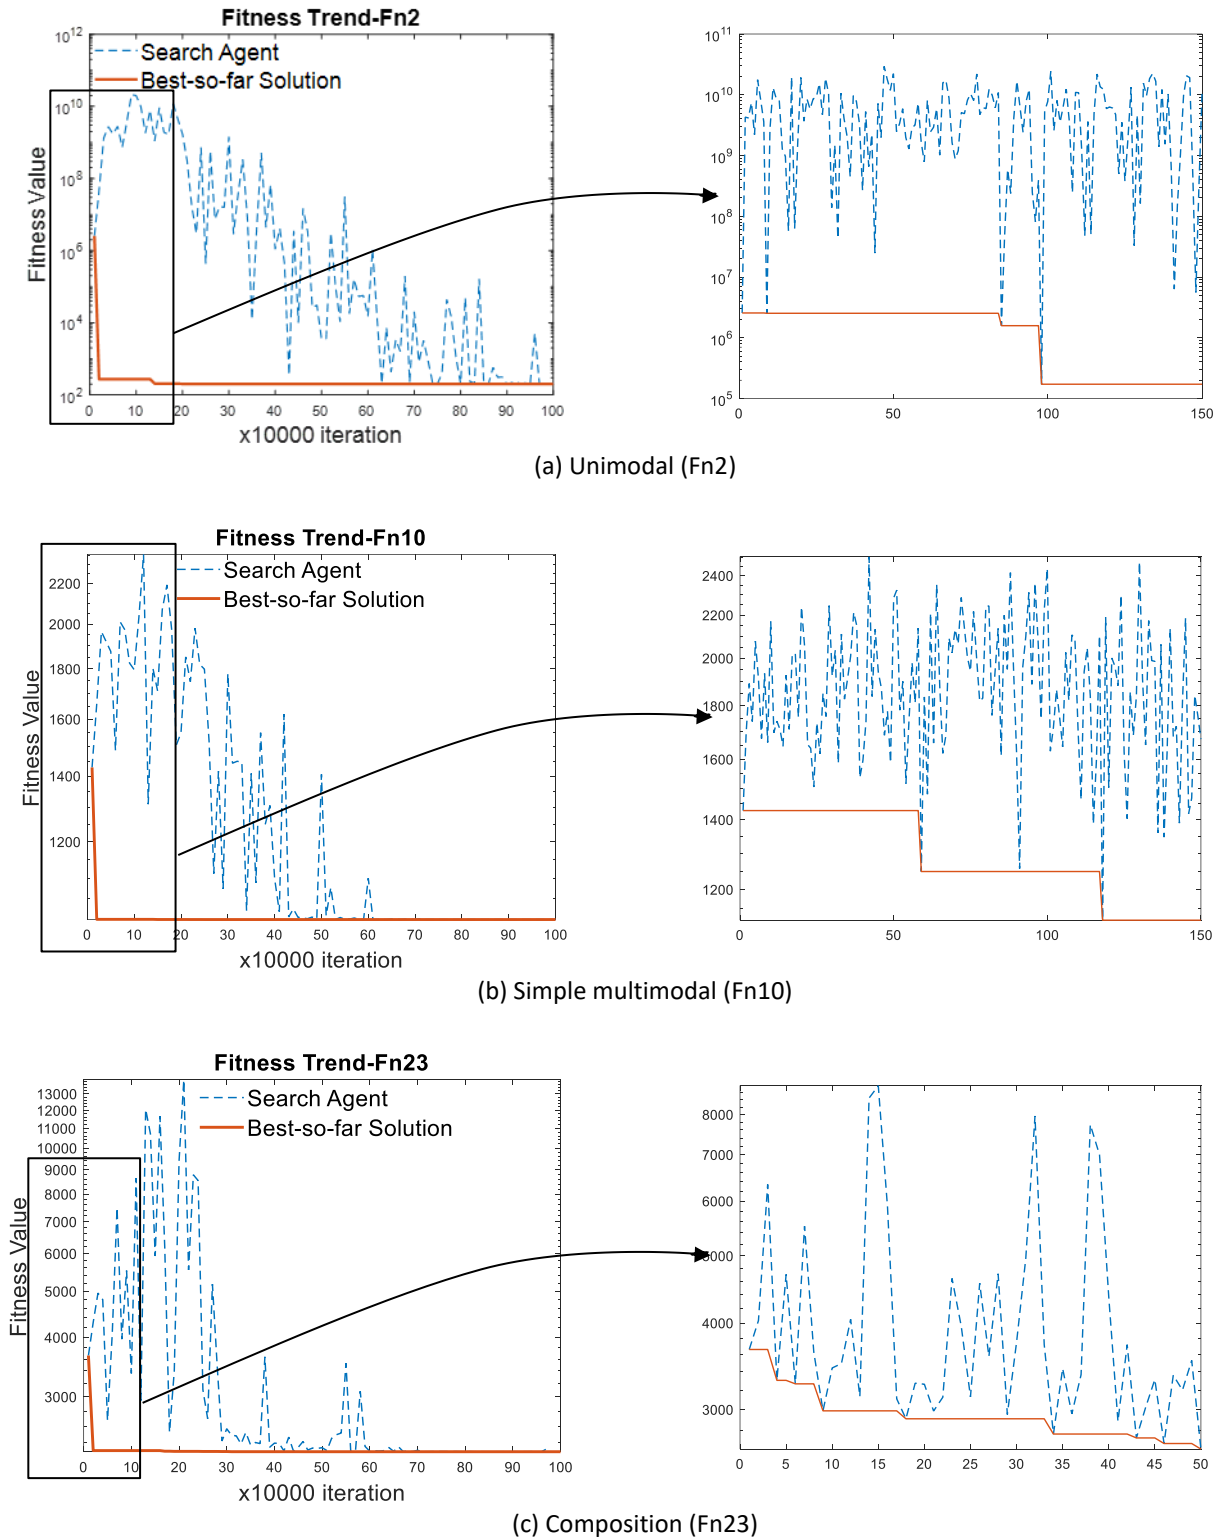 Fitness Trend-Fn2
Search Agent
Best-so-far Solution
Fitness Value
10^12
10^10
10^8
10^6
10^4
10^2
0 10 20 30 40 50 60 70 80 90 100
x10000 iteration
10^11
10^10
10^9
10^8
10^7
10^6
10^5
0 50 100 150
(a) Unimodal (Fn2)
Fitness Trend-Fn10
Search Agent
Best-so-far Solution
Fitness Value
2200
2000
1800
1600
1400
1200
0 10 20 30 40 50 60 70 80 90 100
x10000 iteration
2400
2200
2000
1800
1600
1400
1200
0 50 100 150
(b) Simple multimodal (Fn10)
Fitness Trend-Fn23
Search Agent
Best-so-far Solution
Fitness Value
13000
12000
11000
10000
9000
8000
7000
6000
5000
4000
3000
0 10 20 30 40 50 60 70 80 90 100
x10000 iteration
8000
7000
6000
5000
4000
3000
0 5 10 15 20 25 30 35 40 45 50
(c) Composition (Fn23)